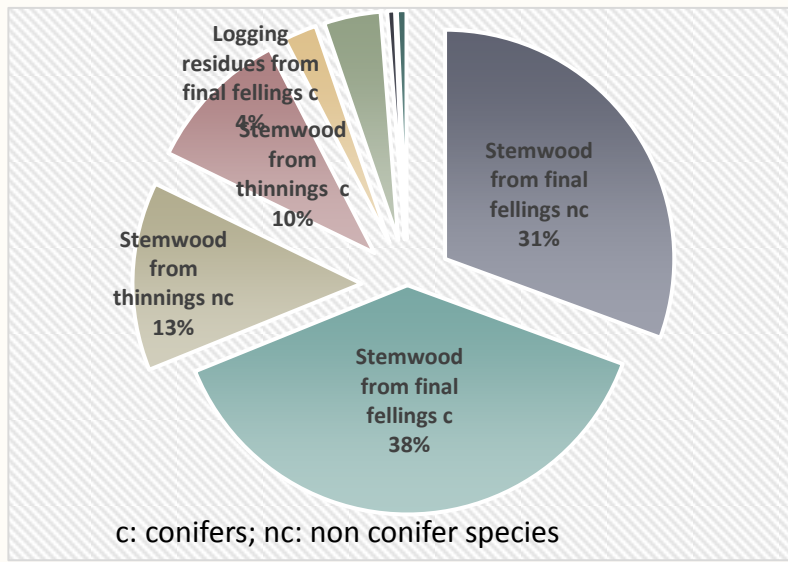 Logging
residues from
final fellings c
4%
Stemwood
from
thinnings c
10%
Stemwood
from final
fellings nc
31%
Stemwood
from
thinnings nc
13%
Stemwood
from final
fellings c
38%
c: conifers; nc: non conifer species